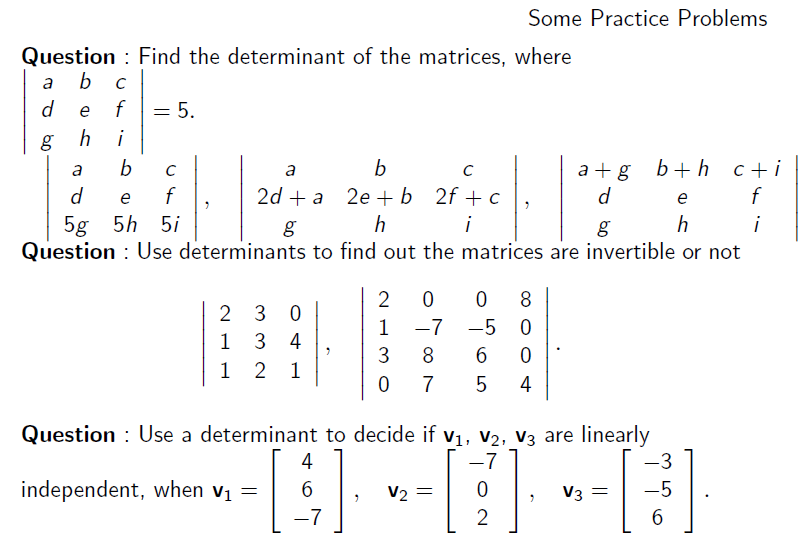 Some Practice Problems
Question : Find the determinant of the matrices, where
| a b c |
| d e f | = 5.
| g h i |
| a b c | | a b c | | a + g b + h c + i |
| d e f | , | 2d + a 2e + b 2f + c | , | d e f |
| 5g 5h 5i | | g h i | | g h i |
Question : Use determinants to find out the matrices are invertible or not
| 2 3 0 |
| 1 3 4 | ,
| 1 2 1 |
| 2 0 0 8 |
| 1 −7 −5 0 |
| 3 8 6 0 | .
| 0 7 5 4 |
Question : Use a determinant to decide if v₁, v₂, v₃ are linearly
independent, when v₁ = [ 4 6 −7 ] , v₂ = [ −7 0 2 ] , v₃ = [ −3 −5 6 ] .